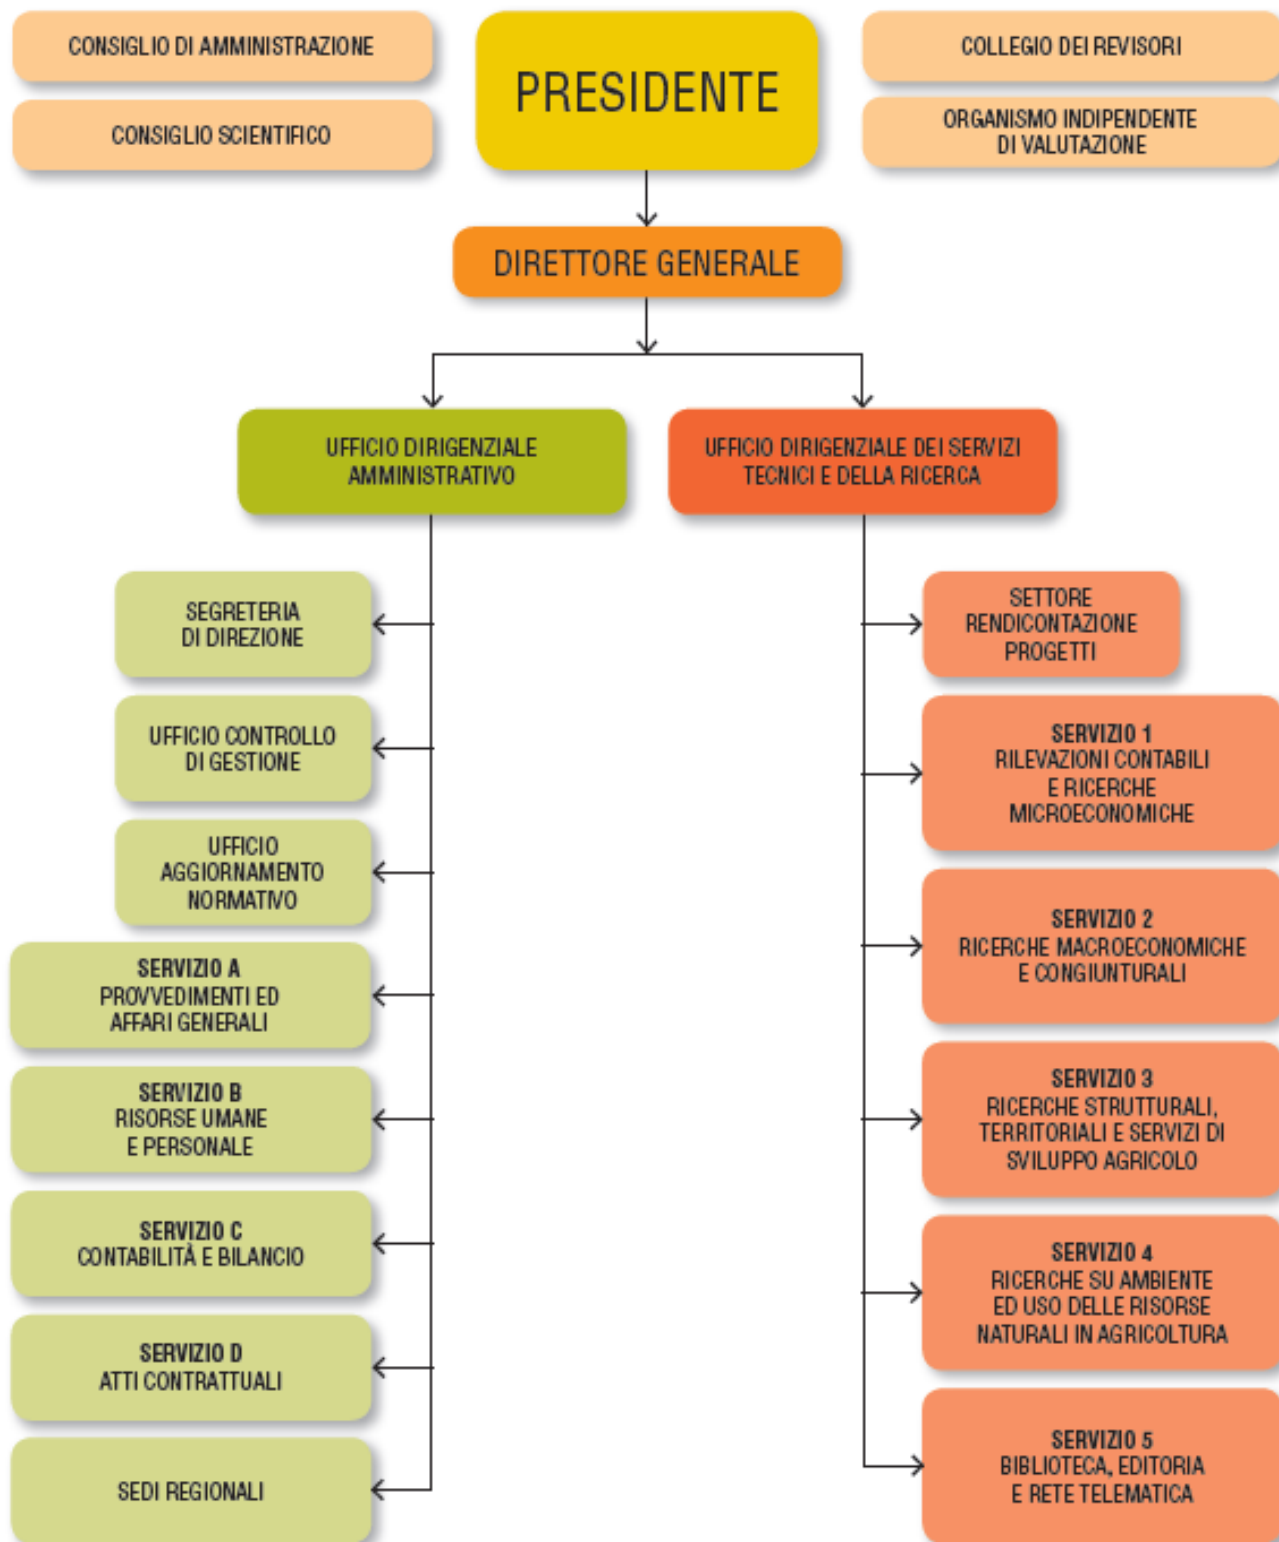 CONSIGLIO DI AMMINISTRAZIONE
CONSIGLIO SCIENTIFICO
PRESIDENTE
COLLEGIO DEI REVISORI
ORGANISMO INDIPENDENTE
DI VALUTAZIONE
DIRETTORE GENERALE
UFFICIO DIRIGENZIALE
AMMINISTRATIVO
SEGRETERIA
DI DIREZIONE
UFFICIO CONTROLLO
DI GESTIONE
UFFICIO
AGGIORNAMENTO
NORMATIVO
SERVIZIO A
PROVVEDIMENTI ED
AFFARI GENERALI
SERVIZIO B
RISORSE UMANE
E PERSONALE
SERVIZIO C
CONTABILITÀ E BILANCIO
SERVIZIO D
ATTI CONTRATTUALI
SEDI REGIONALI
UFFICIO DIRIGENZIALE DEI SERVIZI
TECNICI E DELLA RICERCA
SETTORE
RENDICONTAZIONE
PROGETTI
SERVIZIO 1
RILEVAZIONI CONTABILI
E RICERCHE
MICROECONOMICHE
SERVIZIO 2
RICERCHE MACROECONOMICHE
E CONGIUNTURALI
SERVIZIO 3
RICERCHE STRUTTURALI,
TERRITORIALI E SERVIZI DI
SVILUPPO AGRICOLO
SERVIZIO 4
RICERCHE SU AMBIENTE
ED USO DELLE RISORSE
NATURALI IN AGRICOLTURA
SERVIZIO 5
BIBLIOTECA, EDITORIA
E RETE TELEMATICA